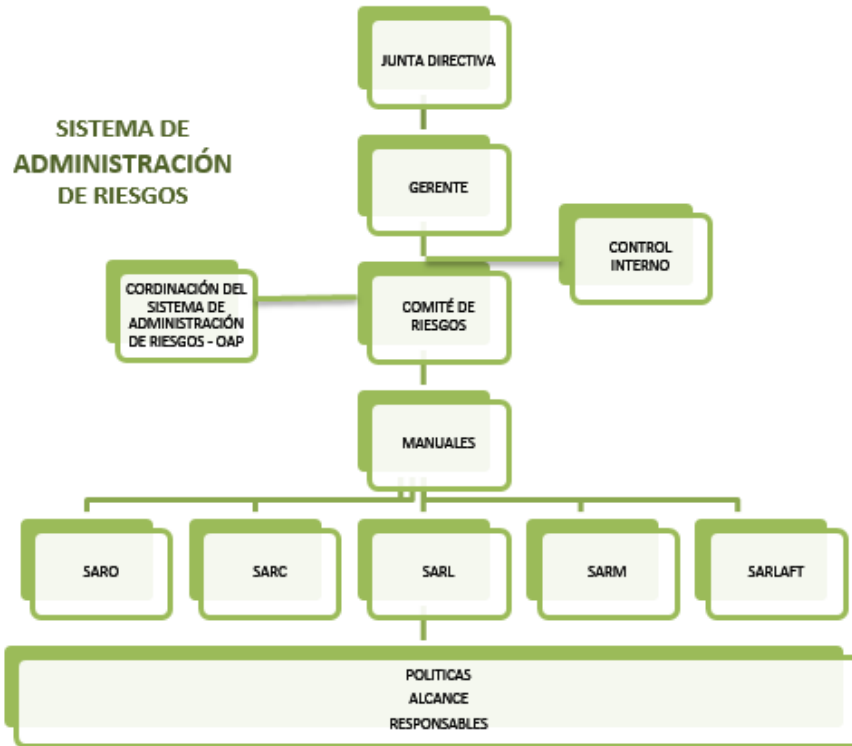 JUNTA DIRECTIVA
SISTEMA DE
ADMINISTRACIÓN
DE RIESGOS
GERENTE
CONTROL
INTERNO
CORDINACIÓN DEL
SISTEMA DE
ADMINISTRACIÓN
DE RIESGOS - OAP
COMITÉ DE
RIESGOS
MANUALES
SARO
SARC
SARL
SARM
SARLAFT
POLITICAS
ALCANCE
RESPONSABLES